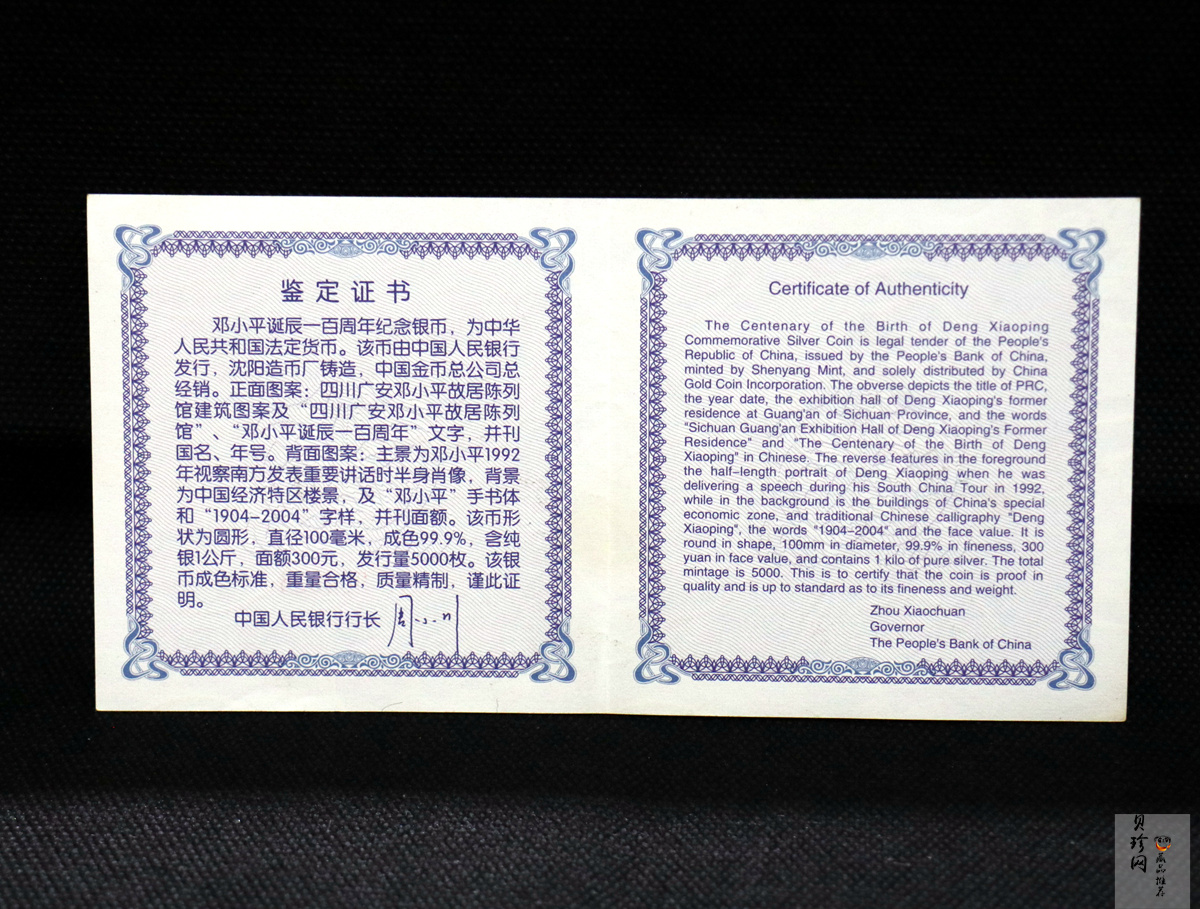 鉴定证书
邓小平诞辰一百周年纪念银币，为中华
人民共和国法定货币。该币由中国人民银行
发行，沈阳造币厂铸造，中国金币总公司总
经销。正面图案：四川广安邓小平故居陈列
馆建筑图案及“四川广安邓小平故居陈列
馆”、“邓小平诞辰一百周年”文字，并刊
国名、年号。背面图案：主景为邓小平1992
年视察南方发表重要讲话时半身肖像，背景
为中国经济特区楼景，及“邓小平”手书体
和“1904-2004”字样，并刊面额。该币形
状为圆形，直径100毫米，成色99.9%，含纯
银1公斤，面额300元，发行量5000枚。该银
币成色标准，重量合格，质量精制，谨此证
明。
中国人民银行行长 周小川
Certificate of Authenticity
The Centenary of the Birth of Deng Xiaoping
Commemorative Silver Coin is legal tender of the People's
Republic of China, issued by the People's Bank of China,
minted by Shenyang Mint, and solely distributed by China
Gold Coin Incorporation. The obverse depicts the title of PRC,
the year date, the exhibition hall of Deng Xiaoping's former
residence at Guang'an of Sichuan Province, and the words
"Sichuan Guang'an Exhibition Hall of Deng Xiaoping's Former
Residence" and "The Centenary of the Birth of Deng
Xiaoping" in Chinese. The reverse features in the foreground
the half-length portrait of Deng Xiaoping when he was
delivering a speech during his South China Tour in 1992,
while in the background is the buildings of China's special
economic zone, and traditional Chinese calligraphy "Deng
Xiaoping", the words "1904-2004" and the face value. It is
round in shape, 100mm in diameter, 99.9% in fineness, 300
yuan in face value, and contains 1 kilo of pure silver. The total
mintage is 5000. This is to certify that the coin is proof in
quality and is up to standard as to its fineness and weight.
Zhou Xiaochuan
Governor
The People's Bank of China
贝珍网
藏品推荐